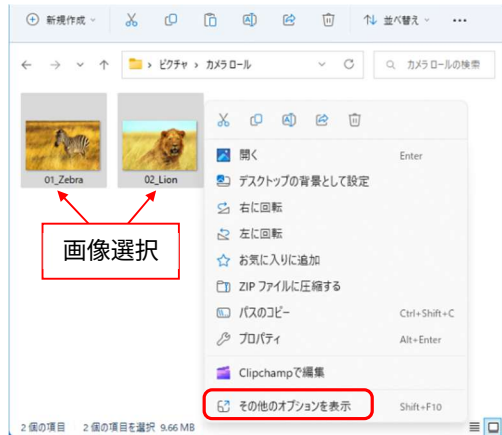 新規作成
並べ替え
ピクチャ > カメラロール
カメラロールの検索
01_Zebra
02_Lion
画像選択
開く Enter
デスクトップの背景として設定
右に回転
左に回転
お気に入りに追加
ZIP ファイルに圧縮する
パスのコピー Ctrl+Shift+C
プロパティ Alt+Enter
Clipchampで編集
その他のオプションを表示 Shift+F10
2 個の項目 2 個の項目を選択 9.66 MB